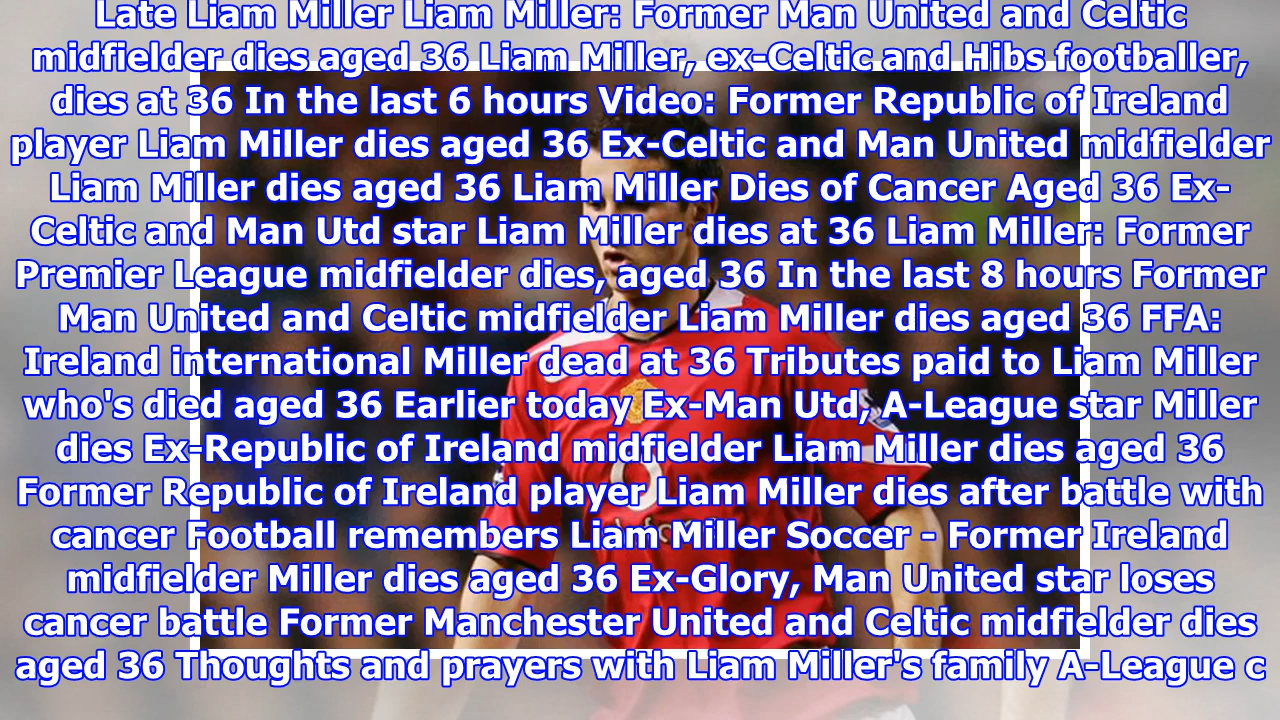 Late Liam Miller Liam Miller: Former Man United and Celtic
midfielder dies aged 36 Liam Miller, ex-Celtic and Hibs footballer,
dies at 36 In the last 6 hours Video: Former Republic of Ireland
player Liam Miller dies aged 36 Ex-Celtic and Man United midfielder
Liam Miller dies aged 36 Liam Miller Dies of Cancer Aged 36 Ex-
Celtic and Man Utd star Liam Miller dies at 36 Liam Miller: Former
Premier League midfielder dies, aged 36 In the last 8 hours Former
Man United and Celtic midfielder Liam Miller dies aged 36 FFA:
Ireland international Miller dead at 36 Tributes paid to Liam Miller
who's died aged 36 Earlier today Ex-Man Utd, A-League star Miller
dies Ex-Republic of Ireland midfielder Liam Miller dies aged 36
Former Republic of Ireland player Liam Miller dies after battle with
cancer Football remembers Liam Miller Soccer - Former Ireland
midfielder Miller dies aged 36 Ex-Glory, Man United star loses
cancer battle Former Manchester United and Celtic midfielder dies
aged 36 Thoughts and prayers with Liam Miller's family A-League c